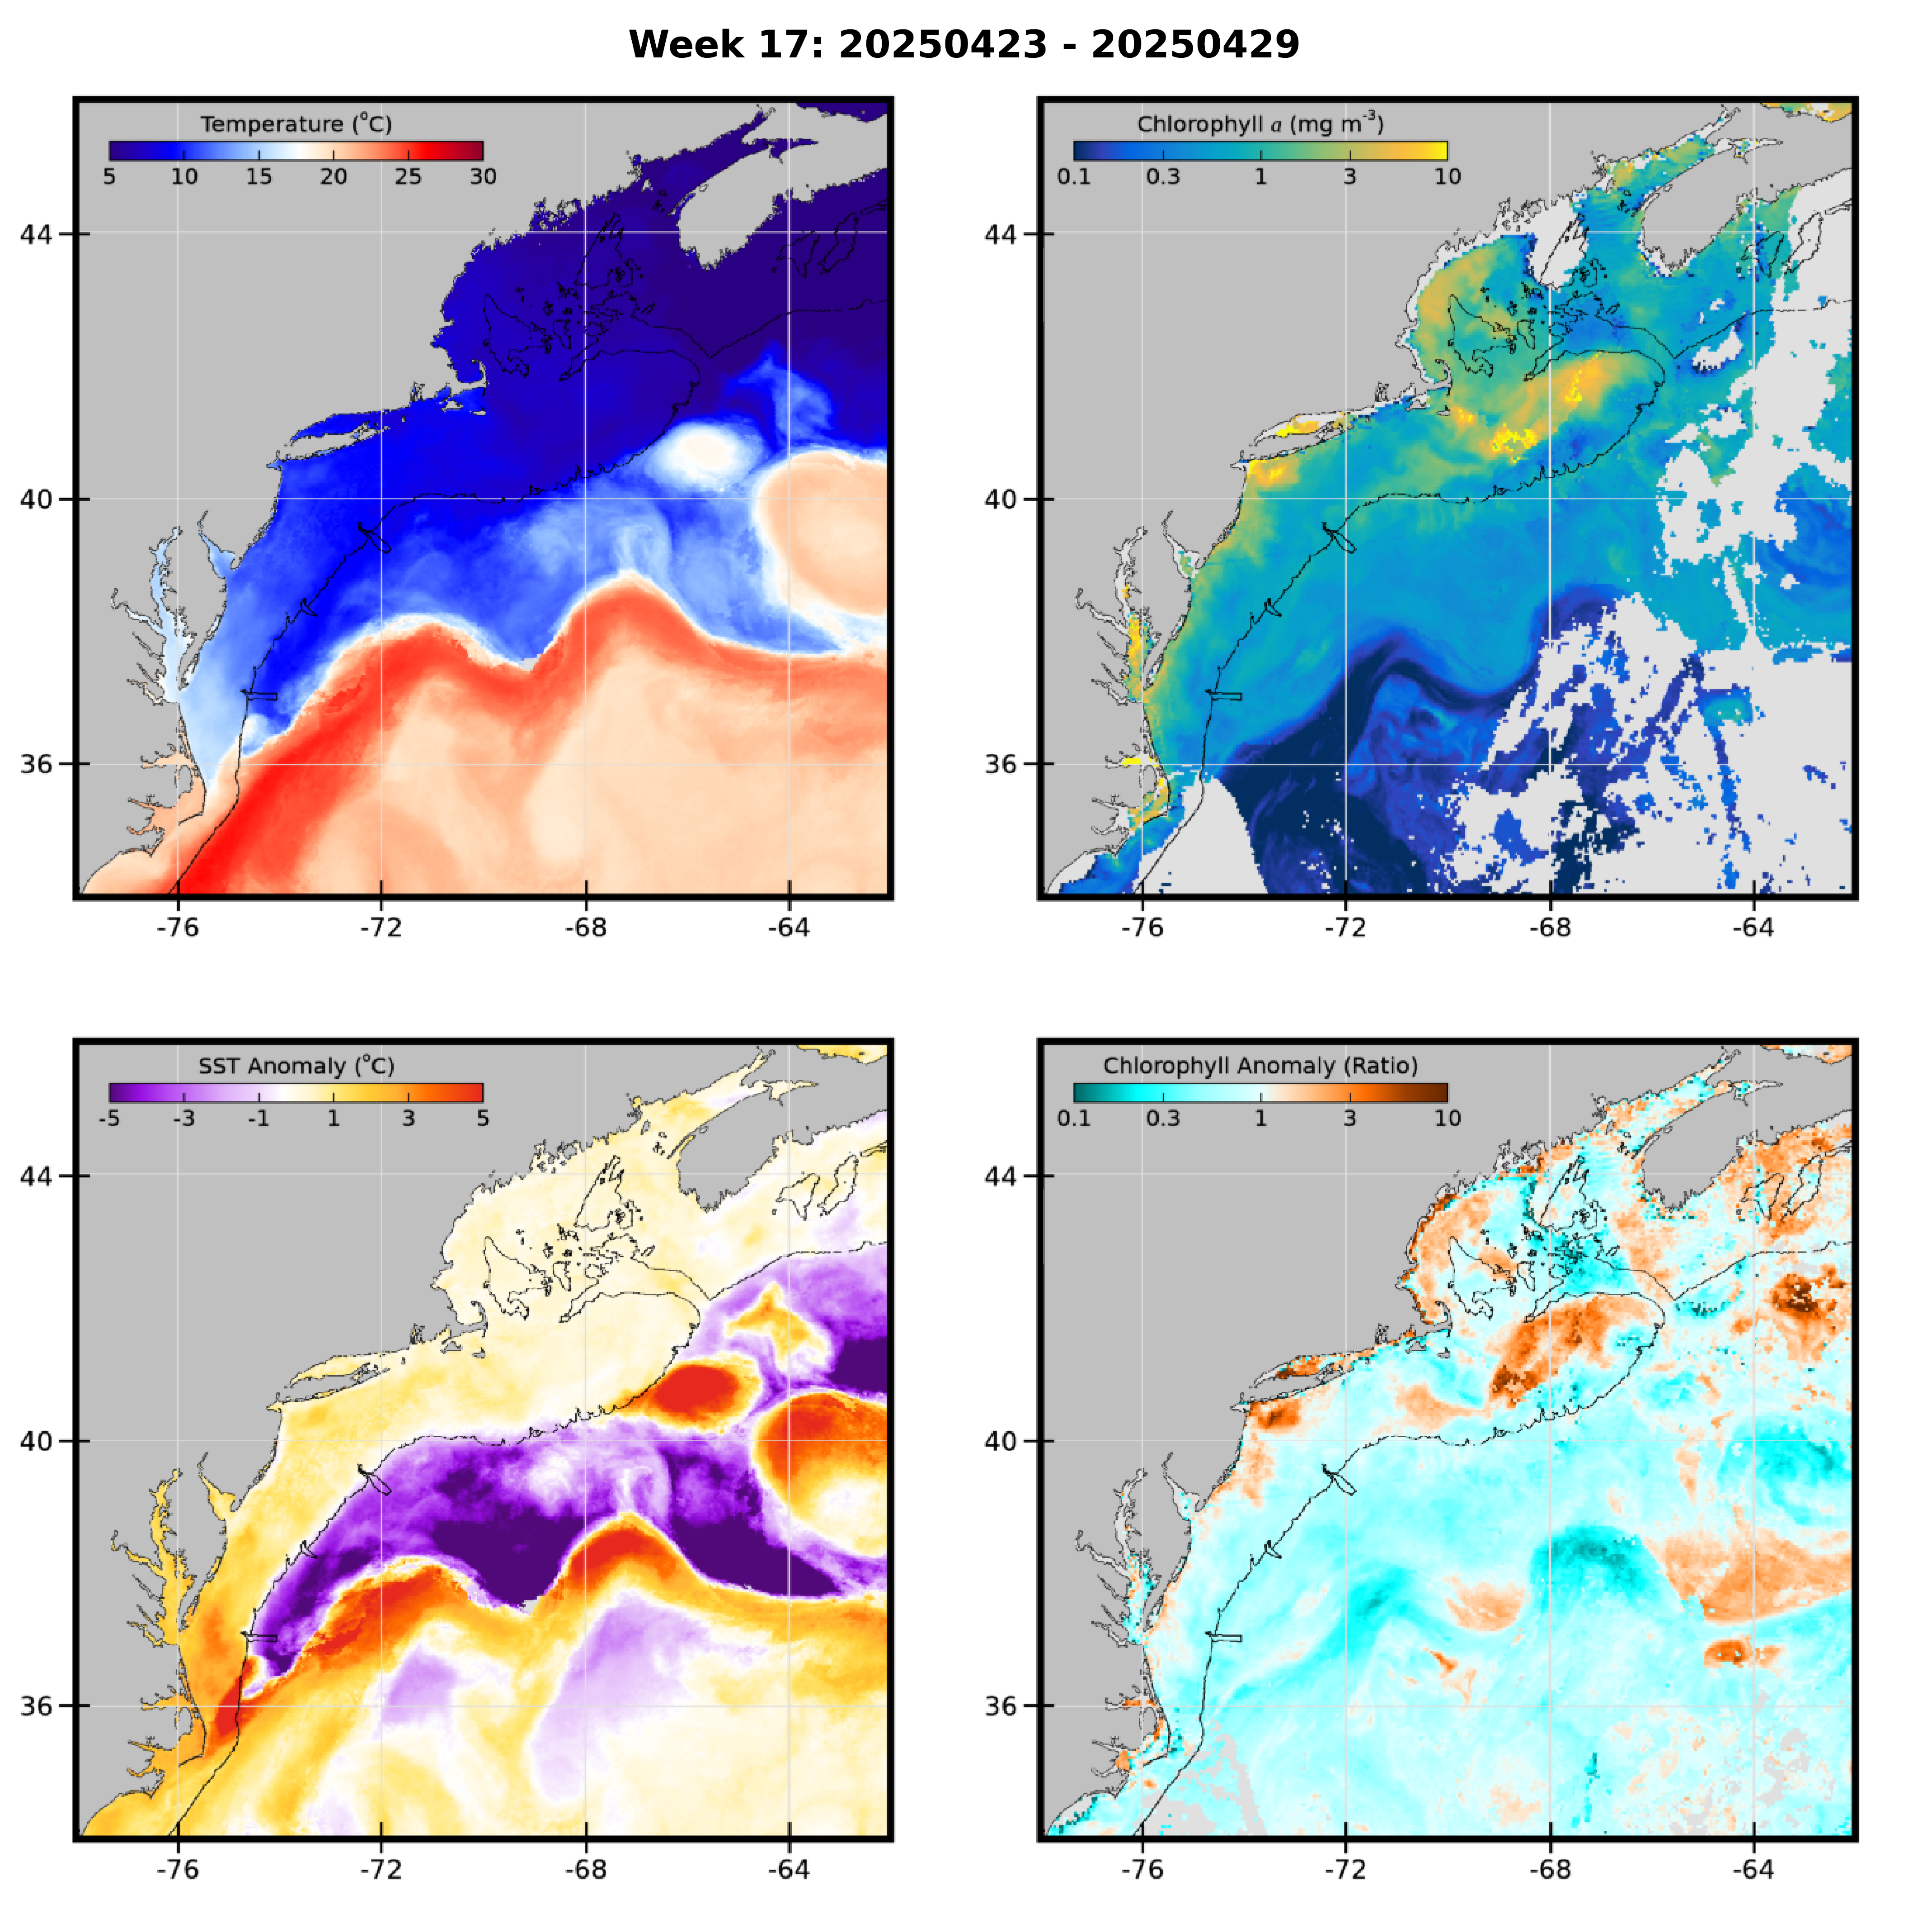 Week 17: 20250423 - 20250429
Temperature (°C)
5 10 15 20 25 30
44
40
36
-76 -72 -68 -64
Chlorophyll a (mg m⁻³)
0.1 0.3 1 3 10
44
40
36
-76 -72 -68 -64
SST Anomaly (°C)
-5 -3 -1 1 3 5
44
40
36
-76 -72 -68 -64
Chlorophyll Anomaly (Ratio)
0.1 0.3 1 3 10
44
40
36
-76 -72 -68 -64